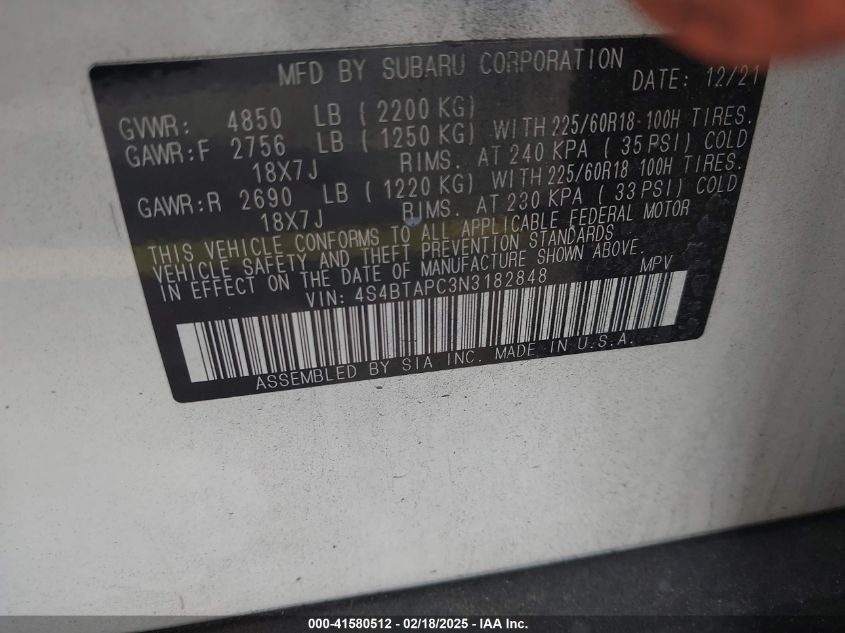 MFD BY SUBARU CORPORATION
DATE: 12/21
GVWR: 4850 LB ( 2200 KG)
GAWR:F 2756 LB ( 1250 KG) WITH 225/60R18-100H TIRES.
18X7J RIMS. AT 240 KPA ( 35 PSI) COLD
GAWR:R 2690 LB ( 1220 KG) WITH 225/60R18 100H TIRES.
18X7J RIMS. AT 230 KPA ( 33 PSI) COLD
THIS VEHICLE CONFORMS TO ALL APPLICABLE FEDERAL MOTOR
VEHICLE SAFETY AND THEFT PREVENTION STANDARDS
IN EFFECT ON THE DATE OF MANUFACTURE SHOWN ABOVE.
VIN: 4S4BTAPC3N3182848 MPV
ASSEMBLED BY SIA INC. MADE IN U.S.A.
000-41580512 - 02/18/2025 - IAA Inc.